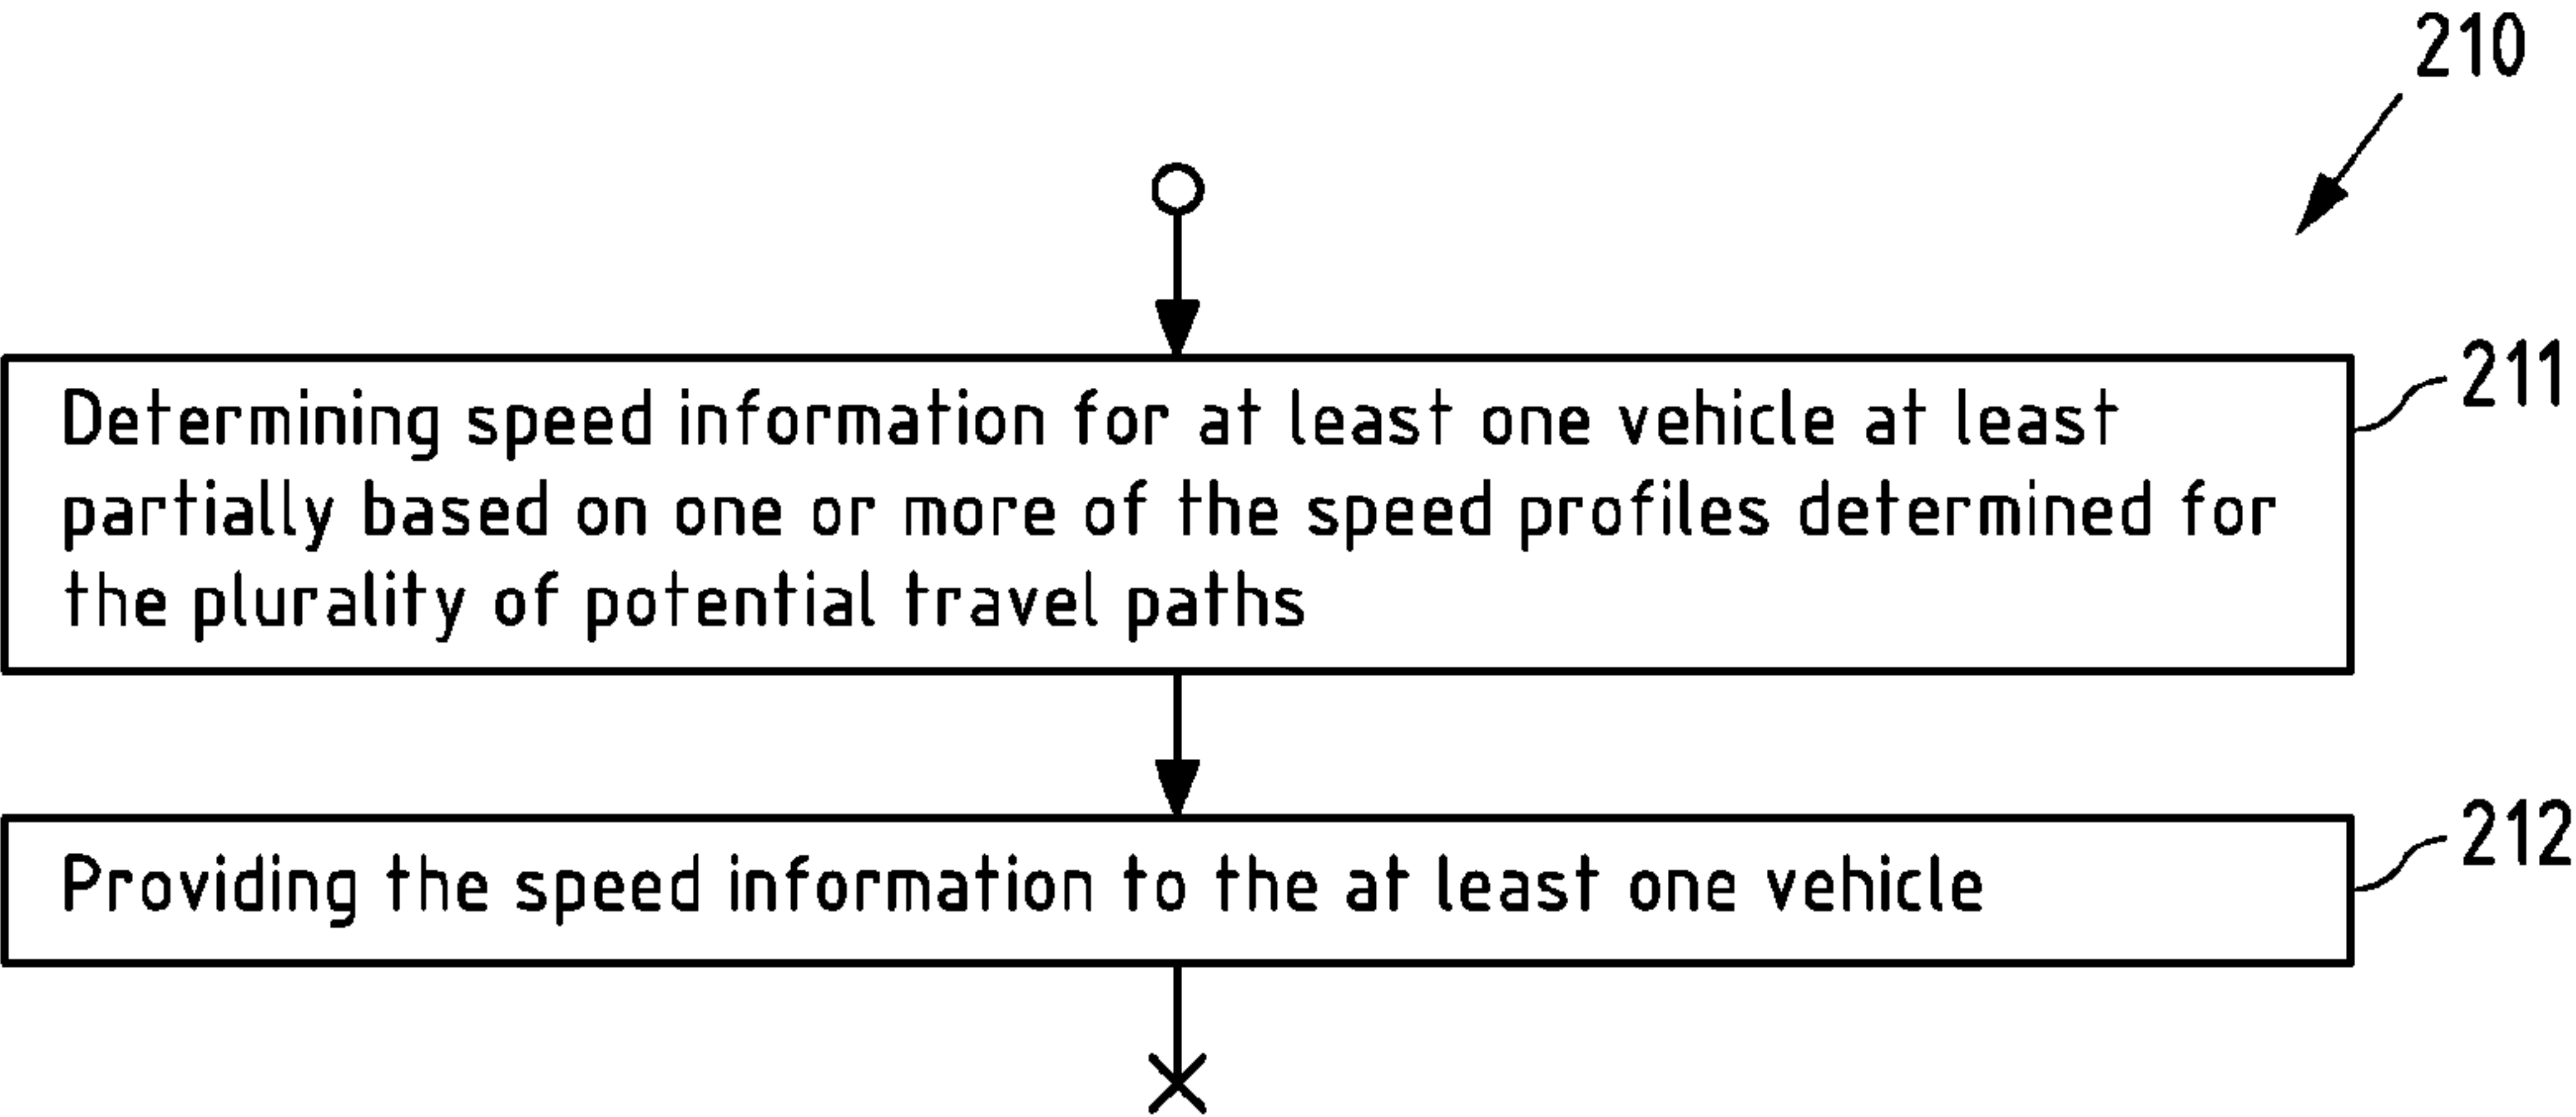 210
Determining speed information for at least one vehicle at least
partially based on one or more of the speed profiles determined for
the plurality of potential travel paths
211
Providing the speed information to the at least one vehicle
212